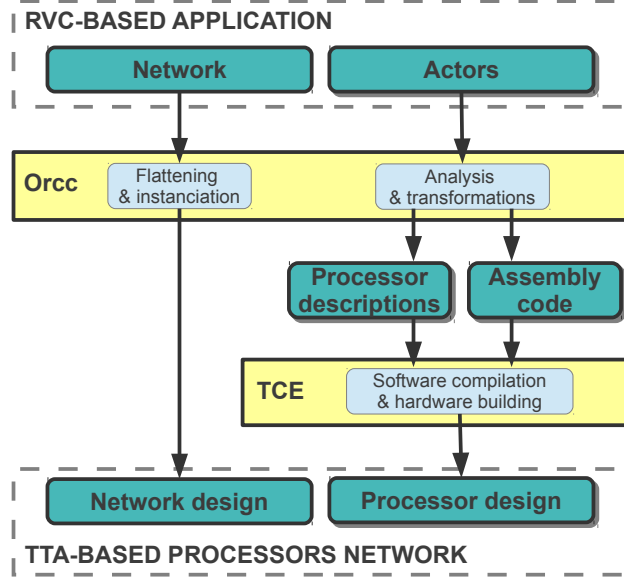 RVC-BASED APPLICATION
Network
Actors
Orcc
Flattening
& instanciation
Analysis
& transformations
Processor
descriptions
Assembly
code
TCE
Software compilation
& hardware building
Network design
Processor design
TTA-BASED PROCESSORS NETWORK